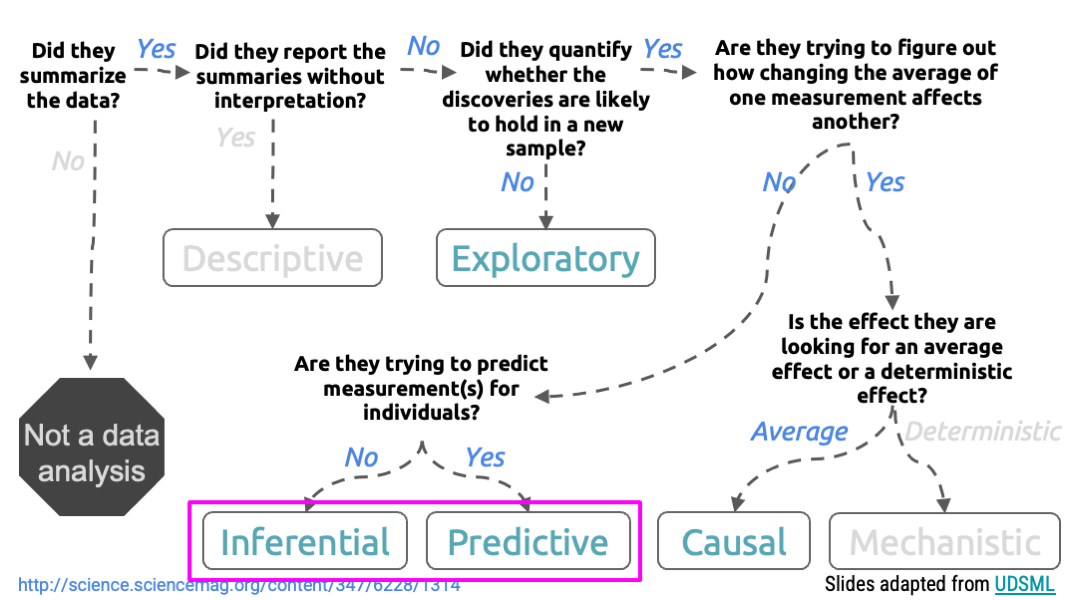 Did they
summarize
the data?
Yes
Did they report the
summaries without
interpretation?
No
Did they quantify
whether the
discoveries are likely
to hold in a new
sample?
Yes
Are they trying to figure out
how changing the average of
one measurement affects
another?
No
Yes
No
No
Yes
Descriptive
Exploratory
Is the effect they are
looking for an average
effect or a deterministic
effect?
Are they trying to predict
measurement(s) for
individuals?
Not a data
analysis
No
Yes
Average
Deterministic
Inferential
Predictive
Causal
Mechanistic
http://science.sciencemag.org/content/347/6228/1314
Slides adapted from UDSML